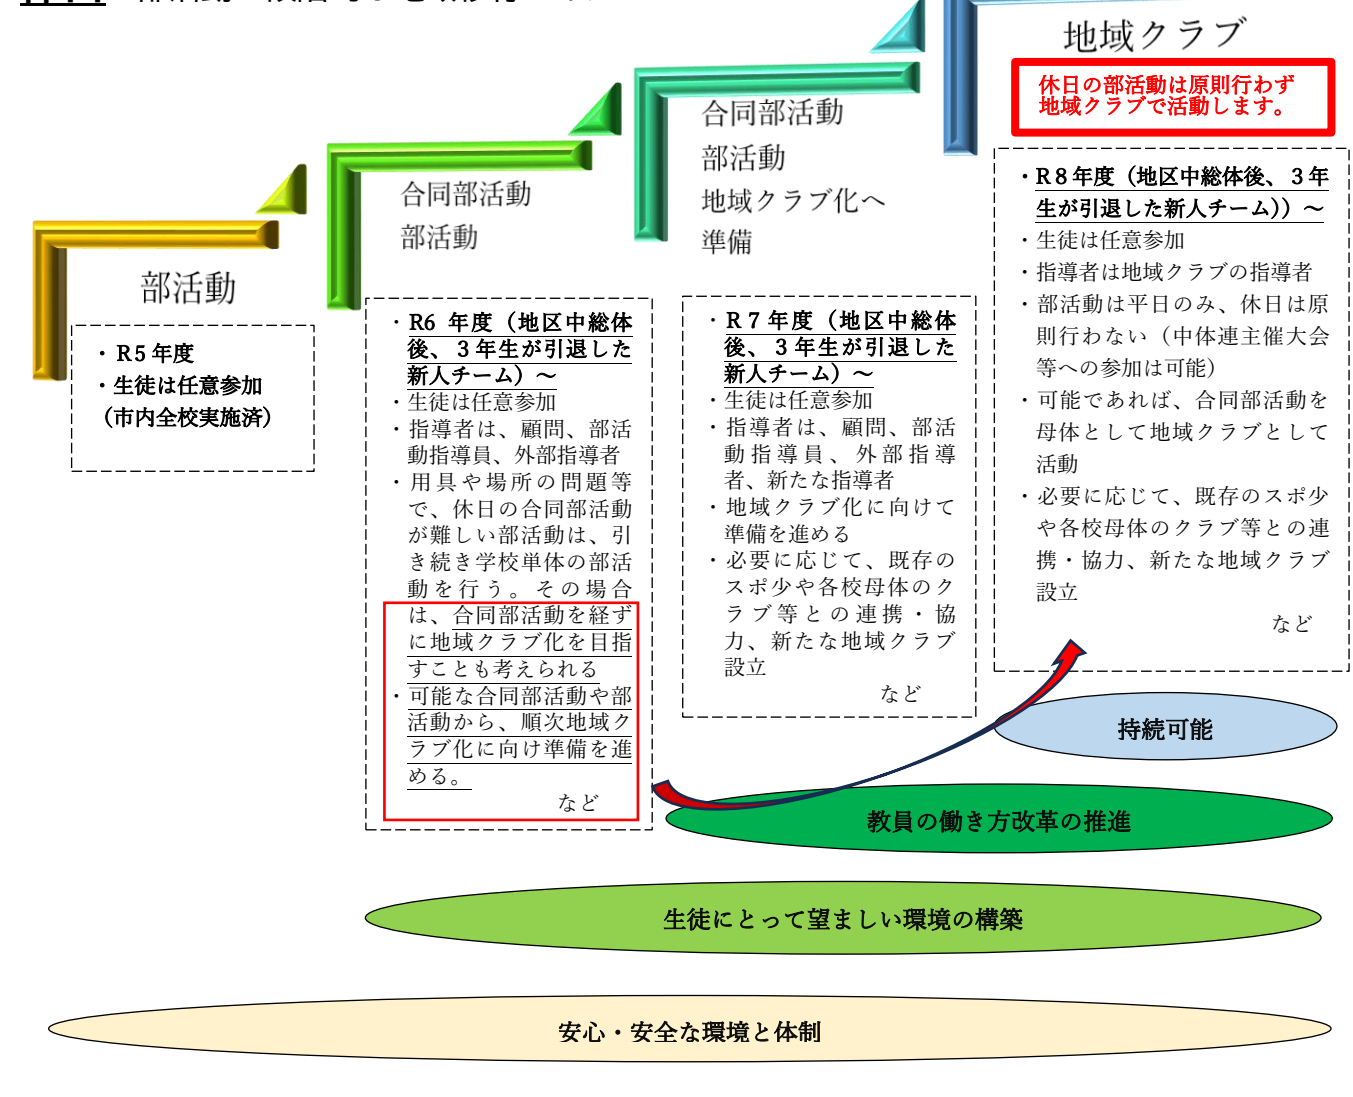 部活動
・R5 年度
・生徒は任意参加
（市内全校実施済）
合同部活動
部活動
・R6 年度（地区中総体
後、３年生が引退した
新人チーム）～
・生徒は任意参加
・指導者は、顧問、部活
動指導員、外部指導者
・用具や場所の問題等
で、休日の合同部活動
が難しい部活動は、引
き続き学校単体の部活
動を行う。その場合
は、合同部活動を経ず
に地域クラブ化を目指
すことも考えられる
・可能な合同部活動や部
活動から、順次地域ク
ラブ化に向け準備を進
める。
など
合同部活動
部活動
地域クラブ化へ
準備
・R７年度（地区中総体
後、３年生が引退した
新人チーム）～
・生徒は任意参加
・指導者は、顧問、部活
動指導員、外部指導
者、新たな指導者
・地域クラブ化に向けて
準備を進める
・必要に応じて、既存の
スポ少や各校母体のク
ラブ等との連携・協
力、新たな地域クラブ
設立
など
地域クラブ
休日の部活動は原則行わず
地域クラブで活動します。
・R８年度（地区中総体後、３年
生が引退した新人チーム））～
・生徒は任意参加
・指導者は地域クラブの指導者
・部活動は平日のみ、休日は原
則行わない（中体連主催大会
等への参加は可能）
・可能であれば、合同部活動を
母体として地域クラブとして
活動
・必要に応じて、既存のスポ少
や各校母体のクラブ等との連
携・協力、新たな地域クラブ
設立
など
持続可能
教員の働き方改革の推進
生徒にとって望ましい環境の構築
安心・安全な環境と体制